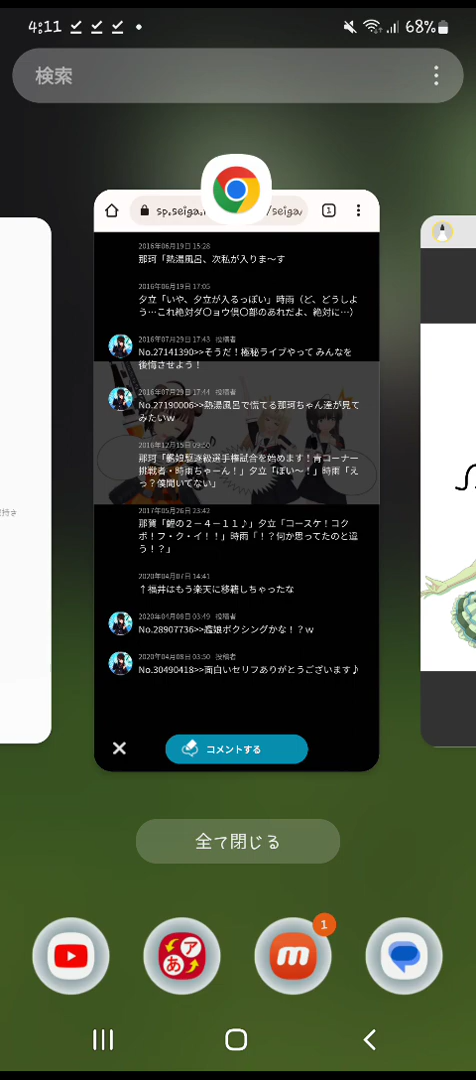 4:11
68%
検索
sp.seiga.
/seiga/
1
2016年06月19日 15:28
那珂「熱湯風呂、次私が入りま〜す
2016年06月19日 17:05
夕立「いや、夕立が入るっぽい」時雨（ど、どうしよ
う…これ絶対ダ〇ョウ倶〇部のあれだよ、絶対に…）
2016年07月29日 17:43 投稿者
No.27141390>>そうだ！極秘ライブやって みんなを
後悔させよう！
2016年07月29日 17:44 投稿者
No.27190006>>熱湯風呂で慌てる那珂ちゃん達が見て
みたいｗ
2016年12月15日 09:50
那珂「艦娘駆逐級選手権試合を始めます！青コーナー
挑戦者・時雨ちゃーん！」夕立「ぽい〜！」時雨「え
っ？僕聞いてない」
2017年05月26日 23:42
の２－４－１１♪」夕立「コースケ！コク
ボ！フ・ク・イ！！」時雨「！？何か思ってたのと違
う！？」
2020年04月07日 14:41
↑福井はもう楽天に移籍しちゃったな
2020年04月08日 03:49 投稿者
No.28907736>>艦娘ボクシングかな！？ｗ
2020年04月08日 03:50 投稿者
No.30490418>>面白いセリフありがとうございます♪
コメントする
全て閉じる
ア
あ
1